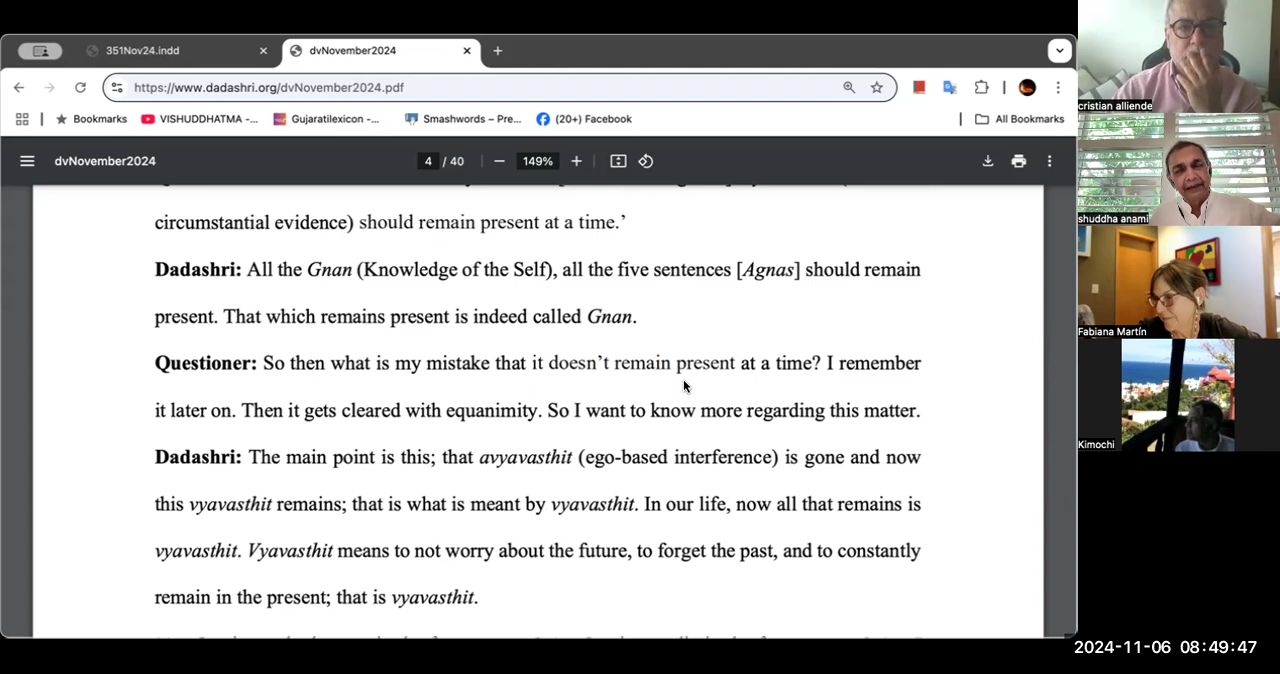 351Nov24.indd
dvNovember2024
https://www.dadashri.org/dvNovember2024.pdf
Bookmarks
VISHUDDHATMA -...
Gujaratilexicon -...
Smashwords – Pre...
(20+) Facebook
All Bookmarks
dvNovember2024
4 / 40
149%
circumstantial evidence) should remain present at a time.’
Dadashri: All the Gnan (Knowledge of the Self), all the five sentences [Agnas] should remain
present. That which remains present is indeed called Gnan.
Questioner: So then what is my mistake that it doesn’t remain present at a time? I remember
it later on. Then it gets cleared with equanimity. So I want to know more regarding this matter.
Dadashri: The main point is this; that avyavasthit (ego-based interference) is gone and now
this vyavasthit remains; that is what is meant by vyavasthit. In our life, now all that remains is
vyavasthit. Vyavasthit means to not worry about the future, to forget the past, and to constantly
remain in the present; that is vyavasthit.
cristian alliende
shuddha anami
Fabiana Martín
Kimochi
2024-11-06 08:49:47